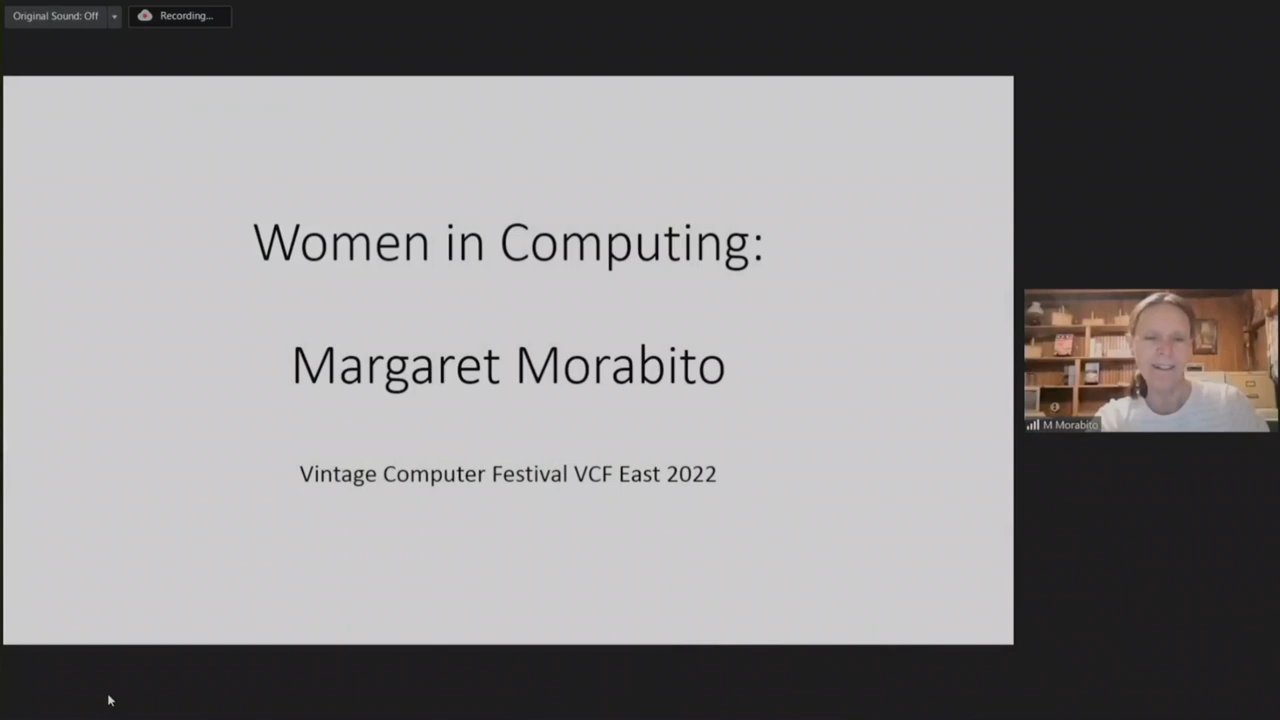 Original Sound: Off
Recording...
Women in Computing:
Margaret Morabito
Vintage Computer Festival VCF East 2022
M Morabito